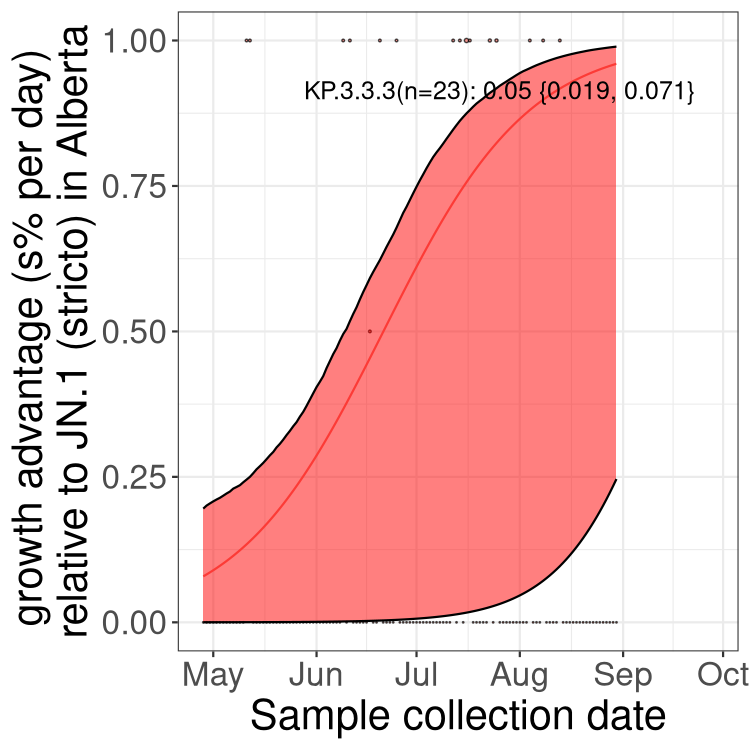 growth advantage (s% per day)
relative to JN.1 (stricto) in Alberta
1.00
0.75
0.50
0.25
0.00
KP.3.3.3(n=23): 0.05 {0.019, 0.071}
May Jun Jul Aug Sep Oct
Sample collection date